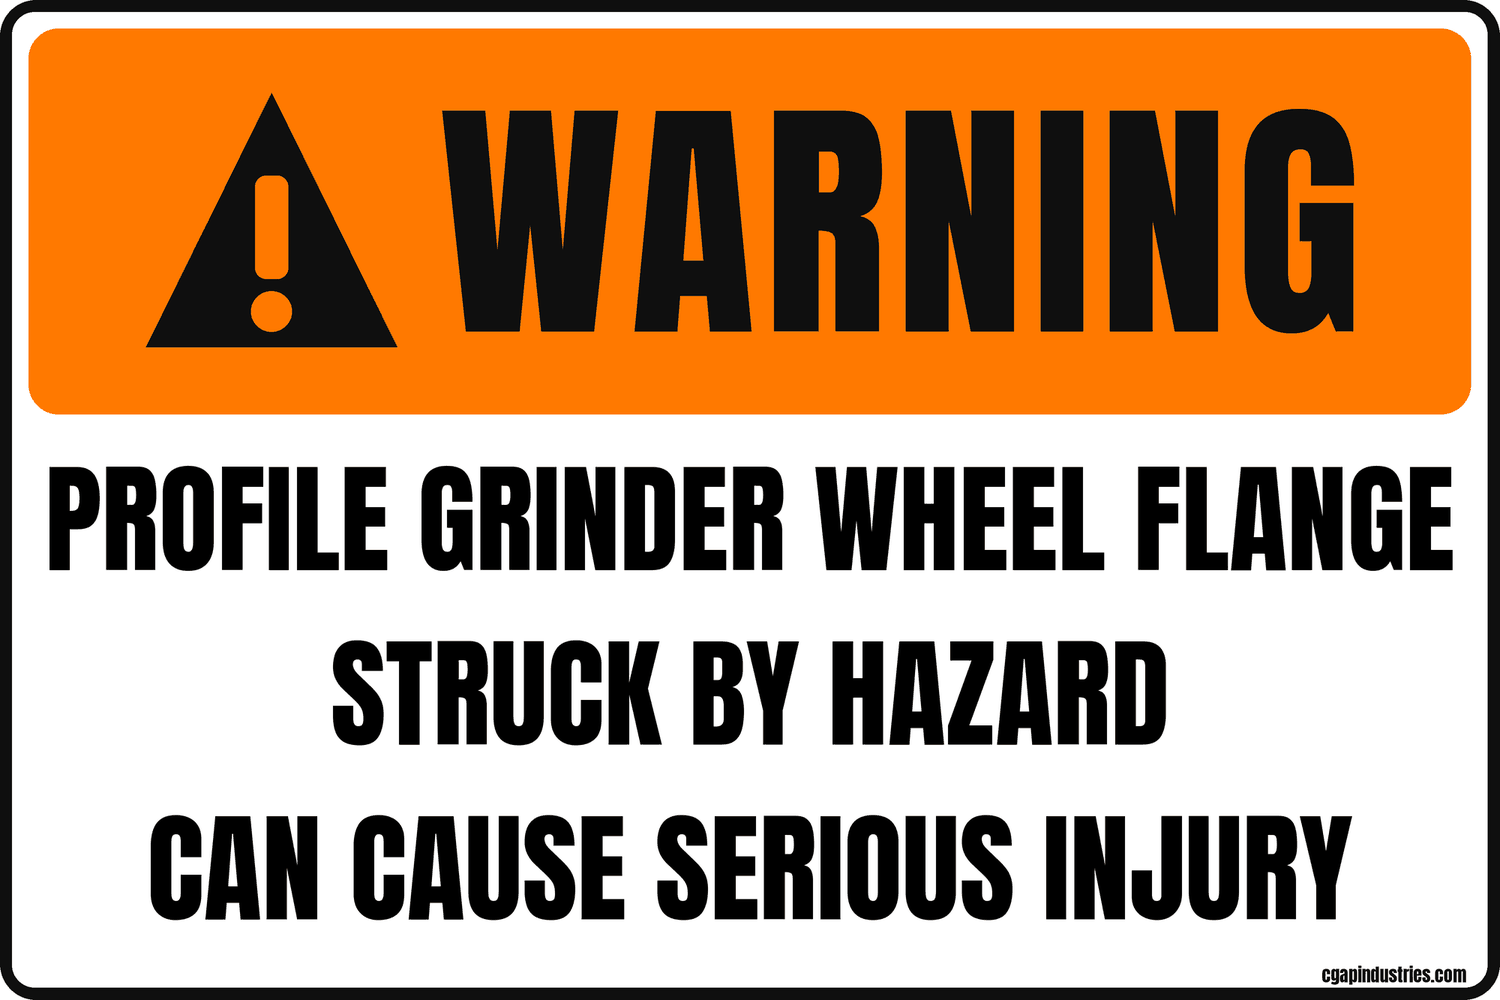 WARNING
PROFILE GRINDER WHEEL FLANGE
STRUCK BY HAZARD
CAN CAUSE SERIOUS INJURY
cgapindustries.com